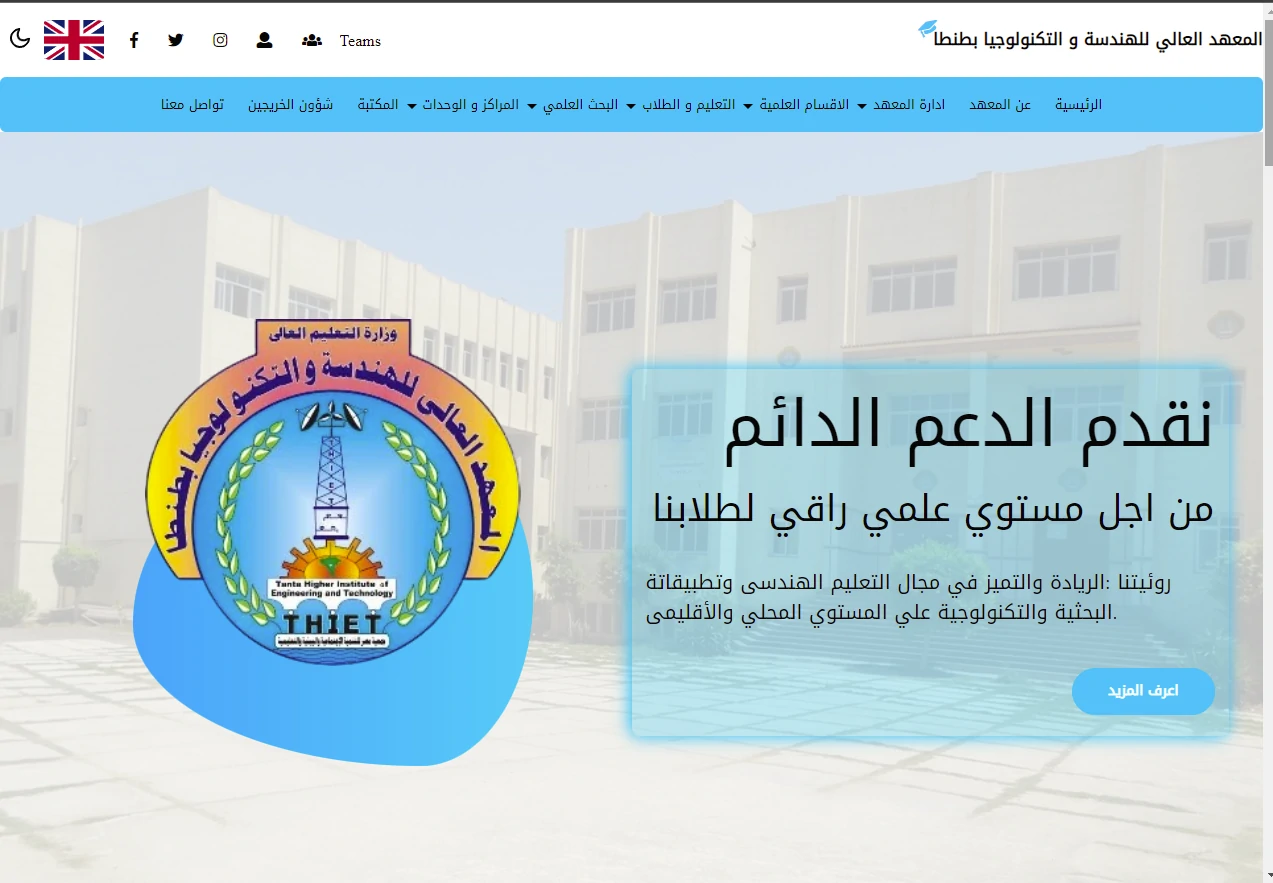 المعهد العالي للهندسة و التكنولوجيا بطنطا
Teams
الرئيسية عن المعهد ادارة المعهد الاقسام العلمية التعليم و الطلاب البحث العلمي المراكز و الوحدات المكتبة شؤون الخريجين تواصل معنا
وزارة التعليم العالى
المعهد العالى للهندسة و التكنولوجيا بطنطا
THIET
Tanta Higher Institute of
Engineering and Technology
THIET
نقدم الدعم الدائم
من اجل مستوي علمي راقي لطلابنا
روئيتنا :الريادة والتميز في مجال التعليم الهندسى وتطبيقاتة
البحثية والتكنولوجية علي المستوي المحلي والأقليمى.
اعرف المزيد